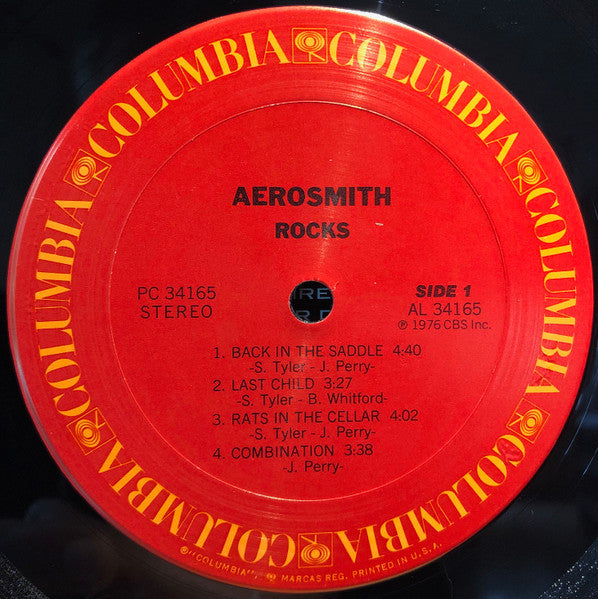 COLUMBIA COLUMBIA COLUMBIA COLUMBIA COLUMBIA COLUMBIA COLUMBIA COLUMBIA
AEROSMITH
ROCKS
PC 34165
STEREO
SIDE 1
AL 34165
℗ 1976 CBS Inc.
1. BACK IN THE SADDLE 4:40
-S. Tyler - J. Perry-
2. LAST CHILD 3:27
-S. Tyler - B. Whitford-
3. RATS IN THE CELLAR 4:02
-S. Tyler - J. Perry-
4. COMBINATION 3:38
-J. Perry-
®"COLUMBIA", MARCAS REG. PRINTED IN U.S.A.